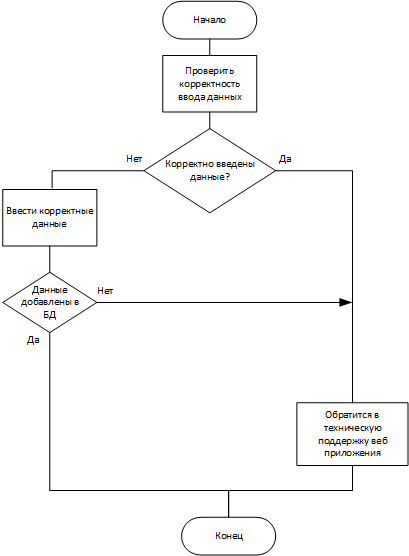 Начало
Проверить
корректность
ввода данных
Нет
Корректно введены
данные?
Да
Ввести корректные
данные
Данные
добавлены в
БД
Нет
Да
Обратится в
техническую
поддержку веб
приложения
Конец